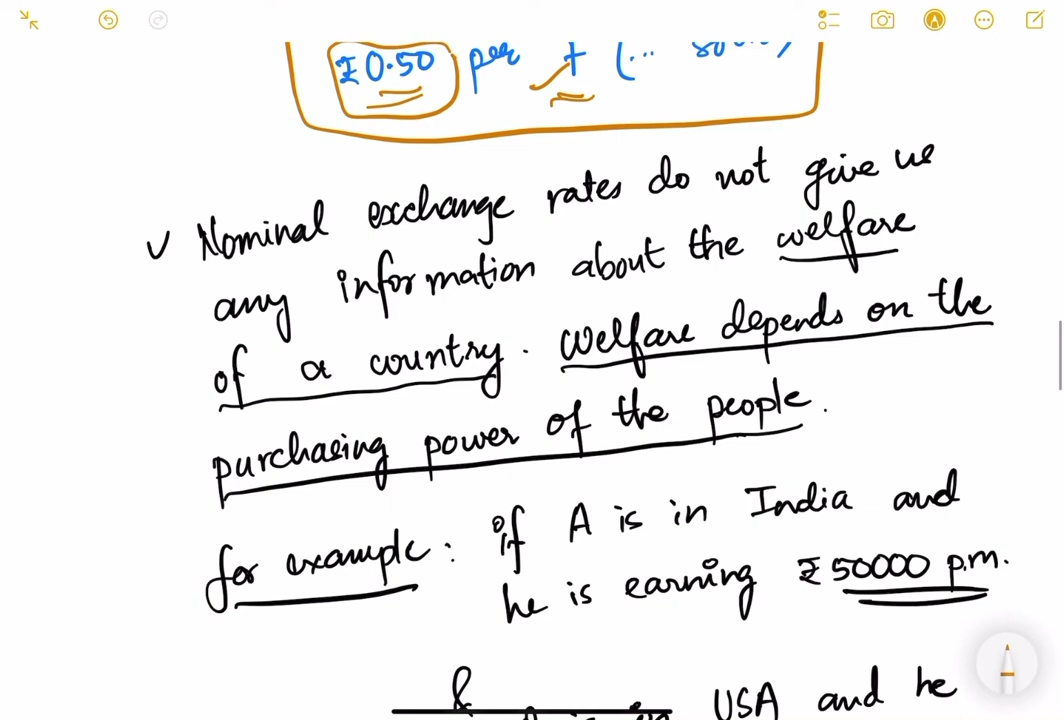 ₹0.50 per
✓ Nominal exchange rates do not give us
any information about the welfare
of a country. Welfare depends on the
purchasing power of the people.
for example: if A is in India and
he is earning ₹50000 p.m.
&
USA and he